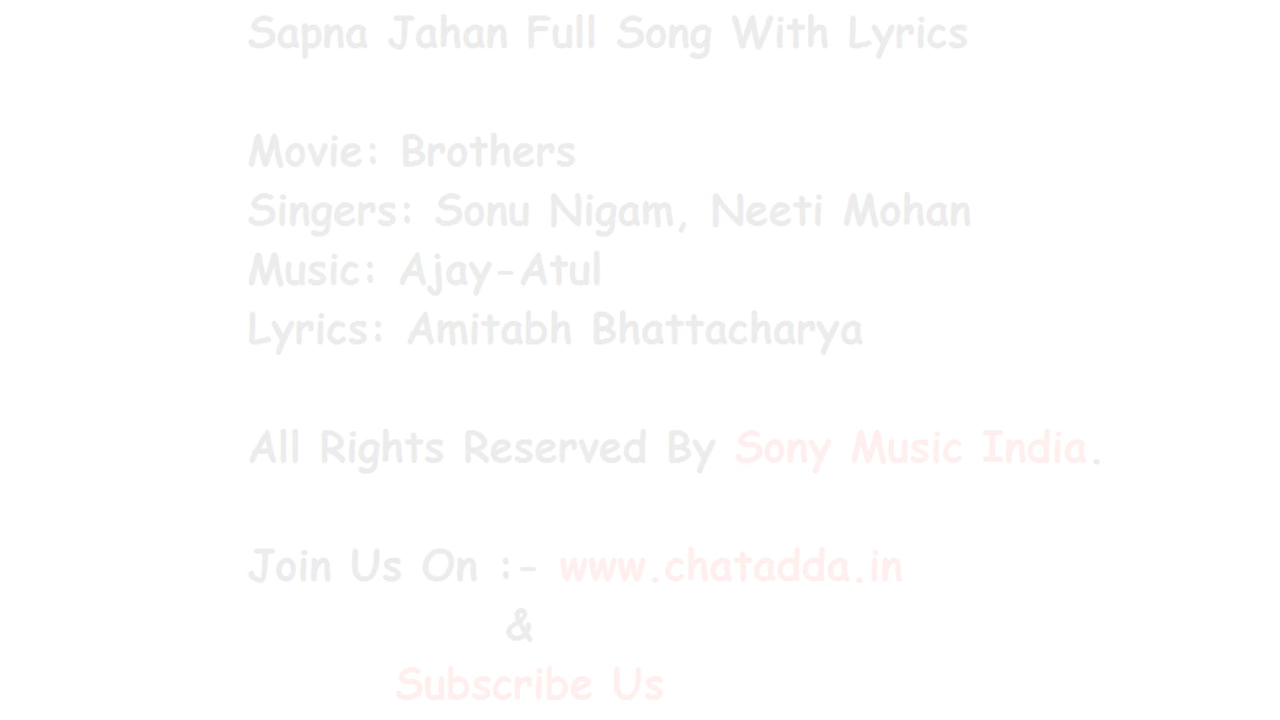 Sapna Jahan Full Song With Lyrics
Movie: Brothers
Singers: Sonu Nigam, Neeti Mohan
Music: Ajay-Atul
Lyrics: Amitabh Bhattacharya
All Rights Reserved By Sony Music India.
Join Us On :- www.chatadda.in
&
Subscribe Us